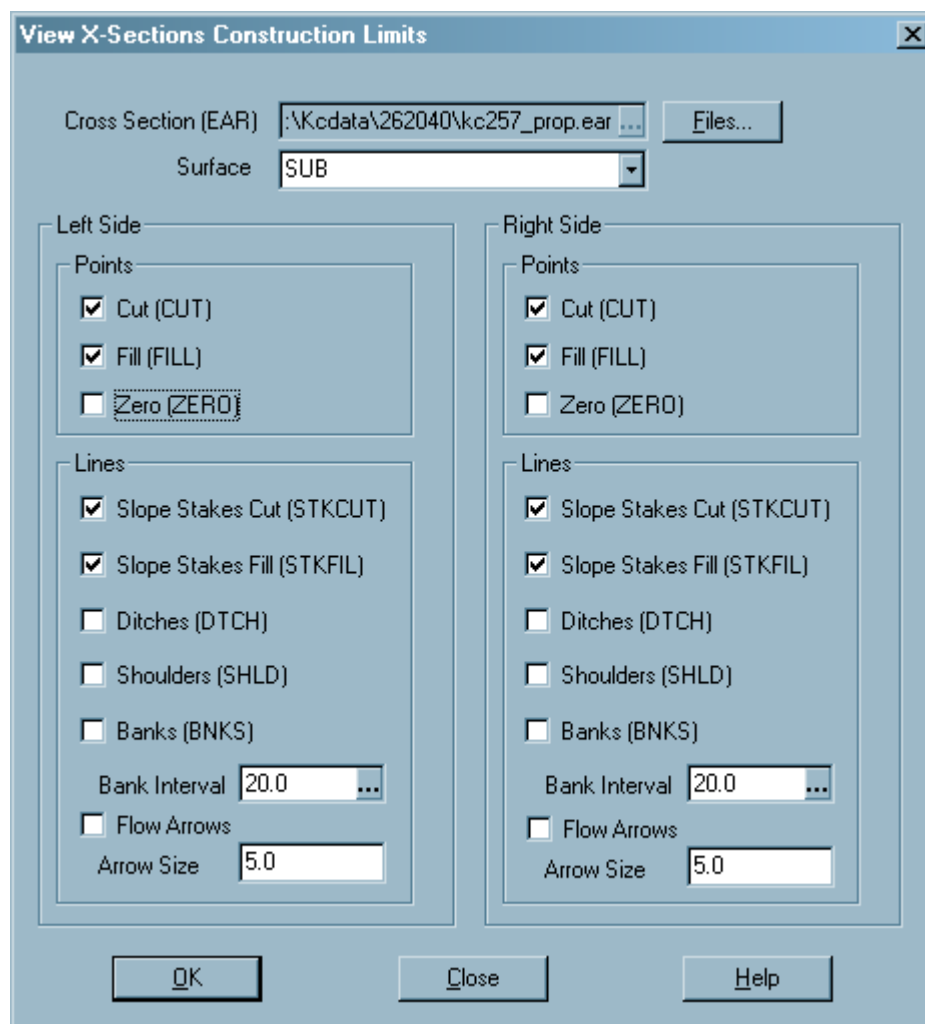 View X-Sections Construction Limits
Cross Section (EAR) :\Kcdata\262040\kc257_prop.ear ... Files...
Surface SUB
Left Side
Points
Cut (CUT)
Fill (FILL)
Zero (ZERO)
Lines
Slope Stakes Cut (STKCUT)
Slope Stakes Fill (STKFIL)
Ditches (DTCH)
Shoulders (SHLD)
Banks (BNKS)
Bank Interval 20.0 ...
Flow Arrows
Arrow Size 5.0
Right Side
Points
Cut (CUT)
Fill (FILL)
Zero (ZERO)
Lines
Slope Stakes Cut (STKCUT)
Slope Stakes Fill (STKFIL)
Ditches (DTCH)
Shoulders (SHLD)
Banks (BNKS)
Bank Interval 20.0 ...
Flow Arrows
Arrow Size 5.0
OK Close Help